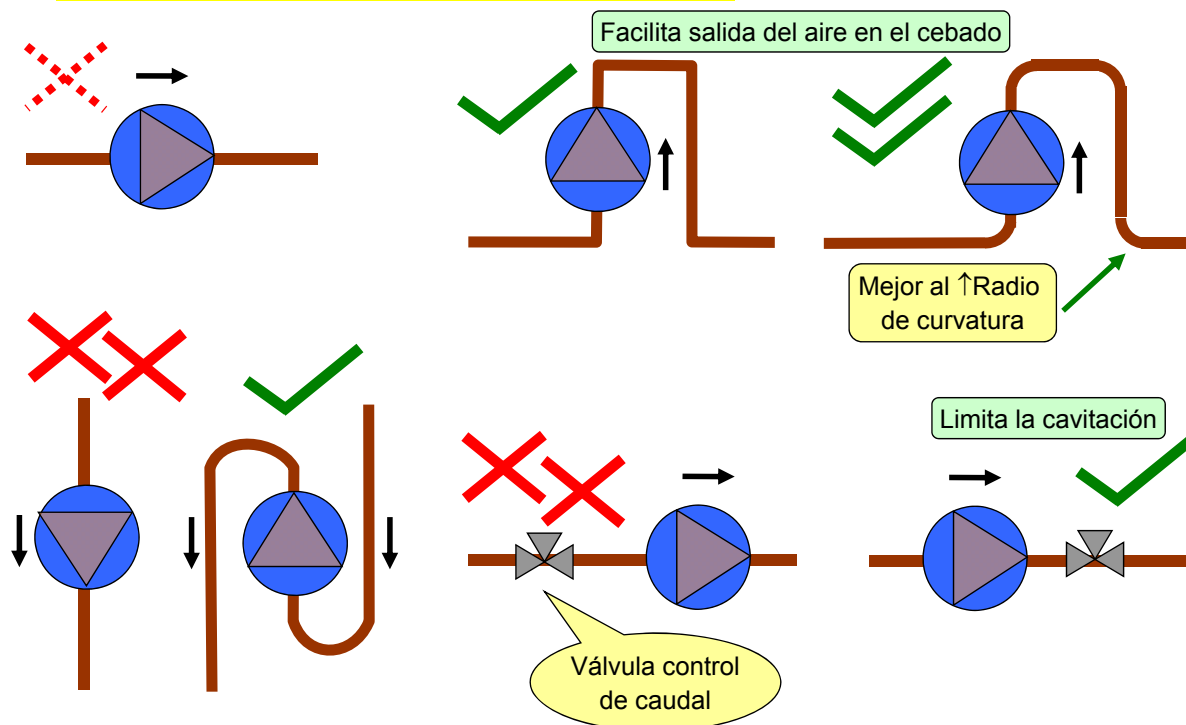 Facilita salida del aire en el cebado
Mejor al ↑Radio
de curvatura
Limita la cavitación
Válvula control
de caudal